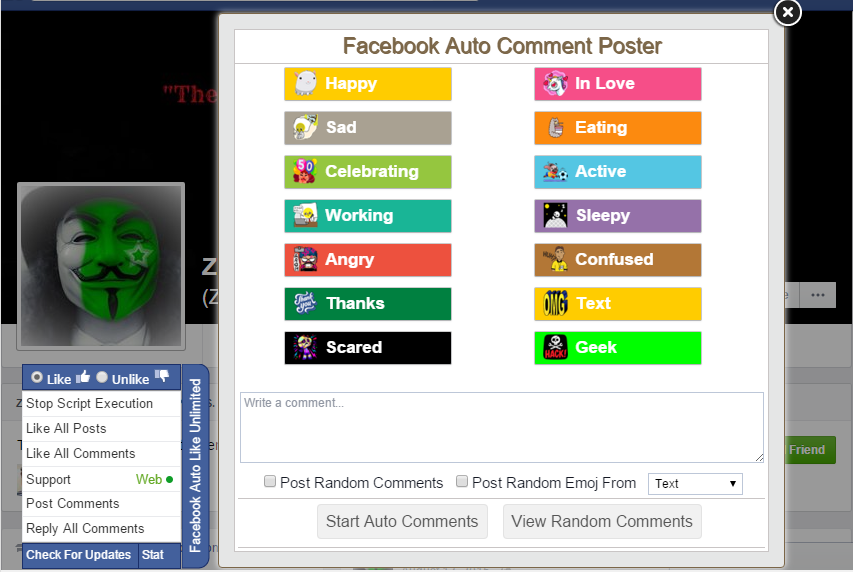 Facebook Auto Comment Poster
Happy
In Love
Sad
Eating
Celebrating
Active
Working
Sleepy
Angry
Confused
Thanks
Text
Scared
Geek
Write a comment...
Post Random Comments
Post Random Emoj From
Text
Start Auto Comments
View Random Comments
"The
Z
(Z
Like
Unlike
Stop Script Execution
Like All Posts
Like All Comments
Support
Web
Post Comments
Reply All Comments
Check For Updates
Stat
Facebook Auto Like Unlimited
Friend
50
OMG
HACK!